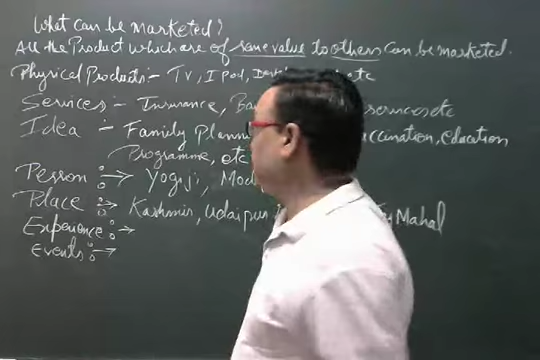 What can be marketed?
All the Product which are of some value to others can be marketed.
Physical Products:- TV, I Pod, etc
Services:- Insurance, services etc
Idea :- Family Planning vaccination, education
Programme, etc
Person :→ Yogiji, Modi
Place :→ Kashmir, Udaipur Taj Mahal
Experience :→
Events :→